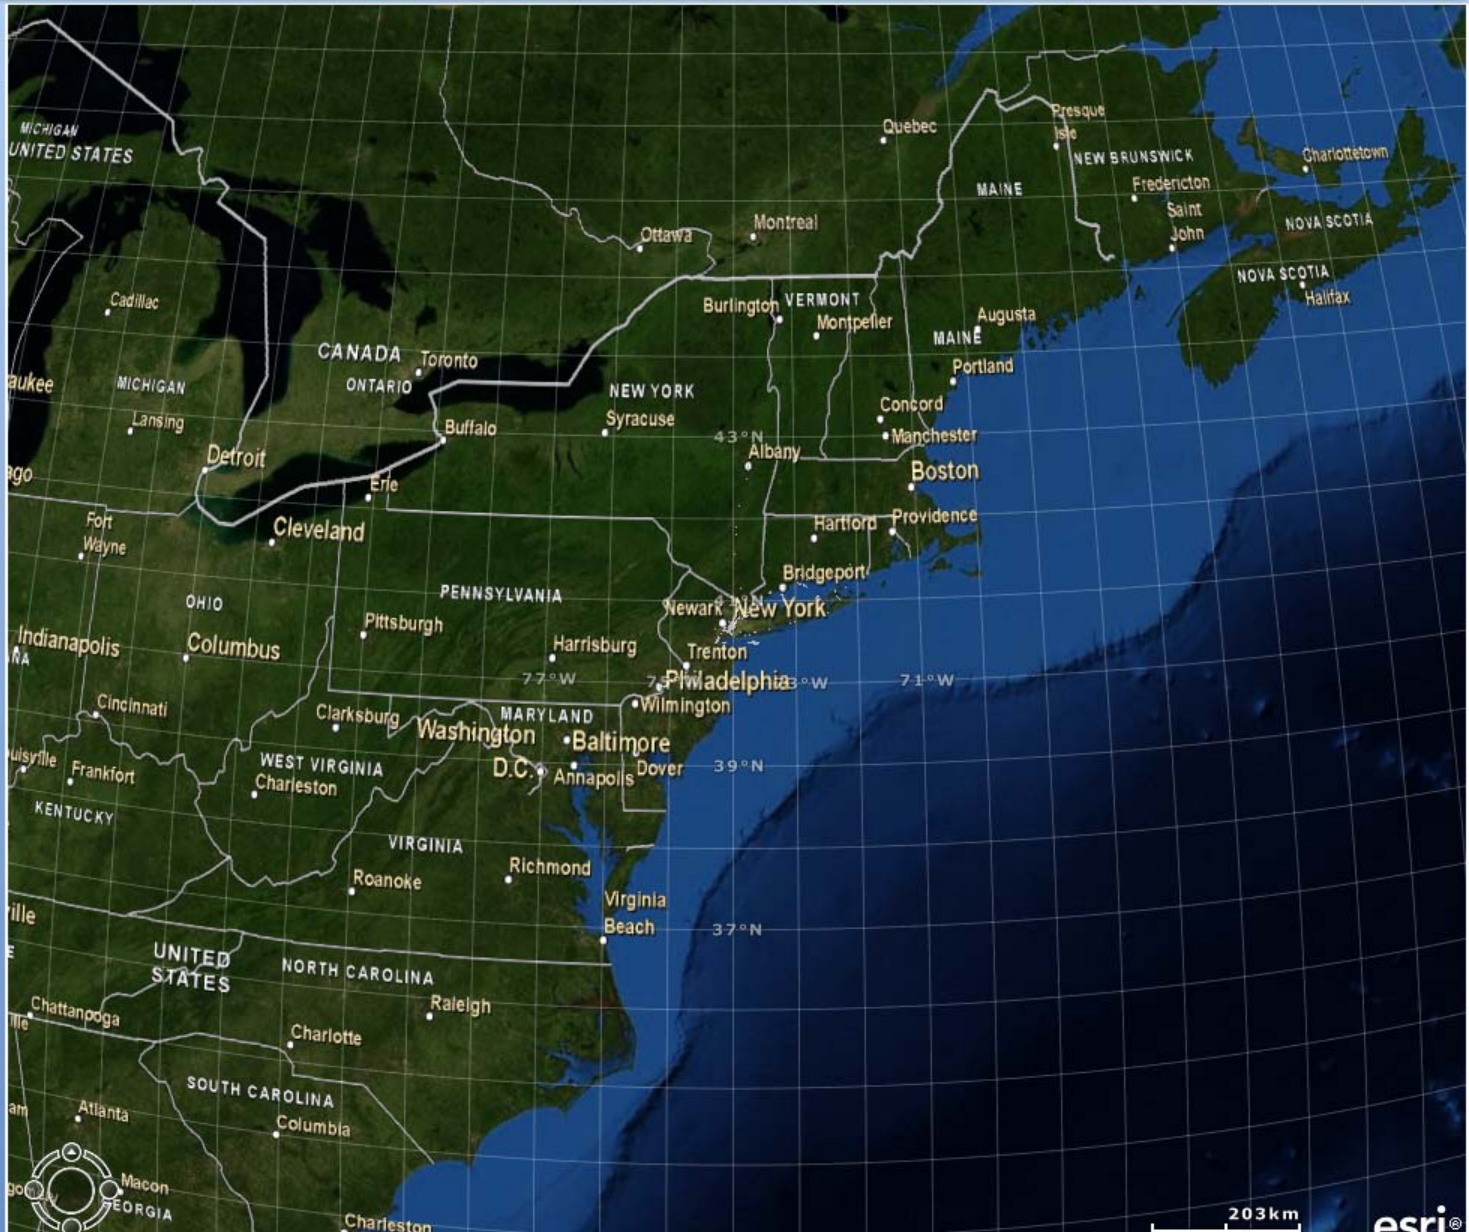 MICHIGAN
UNITED STATES
Quebec
Presque
Isle
NEW BRUNSWICK
Charlottetown
MAINE
Fredericton
Saint
John
NOVA SCOTIA
Ottawa
Montreal
NOVA SCOTIA
Halifax
Cadillac
Burlington
VERMONT
Montpelier
Augusta
MAINE
CANADA
Toronto
Portland
aukee
MICHIGAN
ONTARIO
NEW YORK
Lansing
Buffalo
Syracuse
Concord
43°N
Manchester
Detroit
Albany
Boston
ago
Erie
Fort
Wayne
Cleveland
Hartford
Providence
PENNSYLVANIA
Bridgeport
OHIO
Newark
New York
Indianapolis
Columbus
Pittsburgh
Harrisburg
Trenton
77°W
Philadelphia
71°W
Cincinnati
Clarksburg
MARYLAND
Wilmington
Washington
D.C.
Baltimore
Annapolis
Dover
39°N
ouisville
Frankfort
WEST VIRGINIA
Charleston
KENTUCKY
VIRGINIA
Roanoke
Richmond
Virginia
Beach
37°N
ville
UNITED
STATES
NORTH CAROLINA
Chattanooga
Raleigh
Charlotte
SOUTH CAROLINA
am
Atlanta
Columbia
Macon
EORGIA
Charleston
203km
esri®